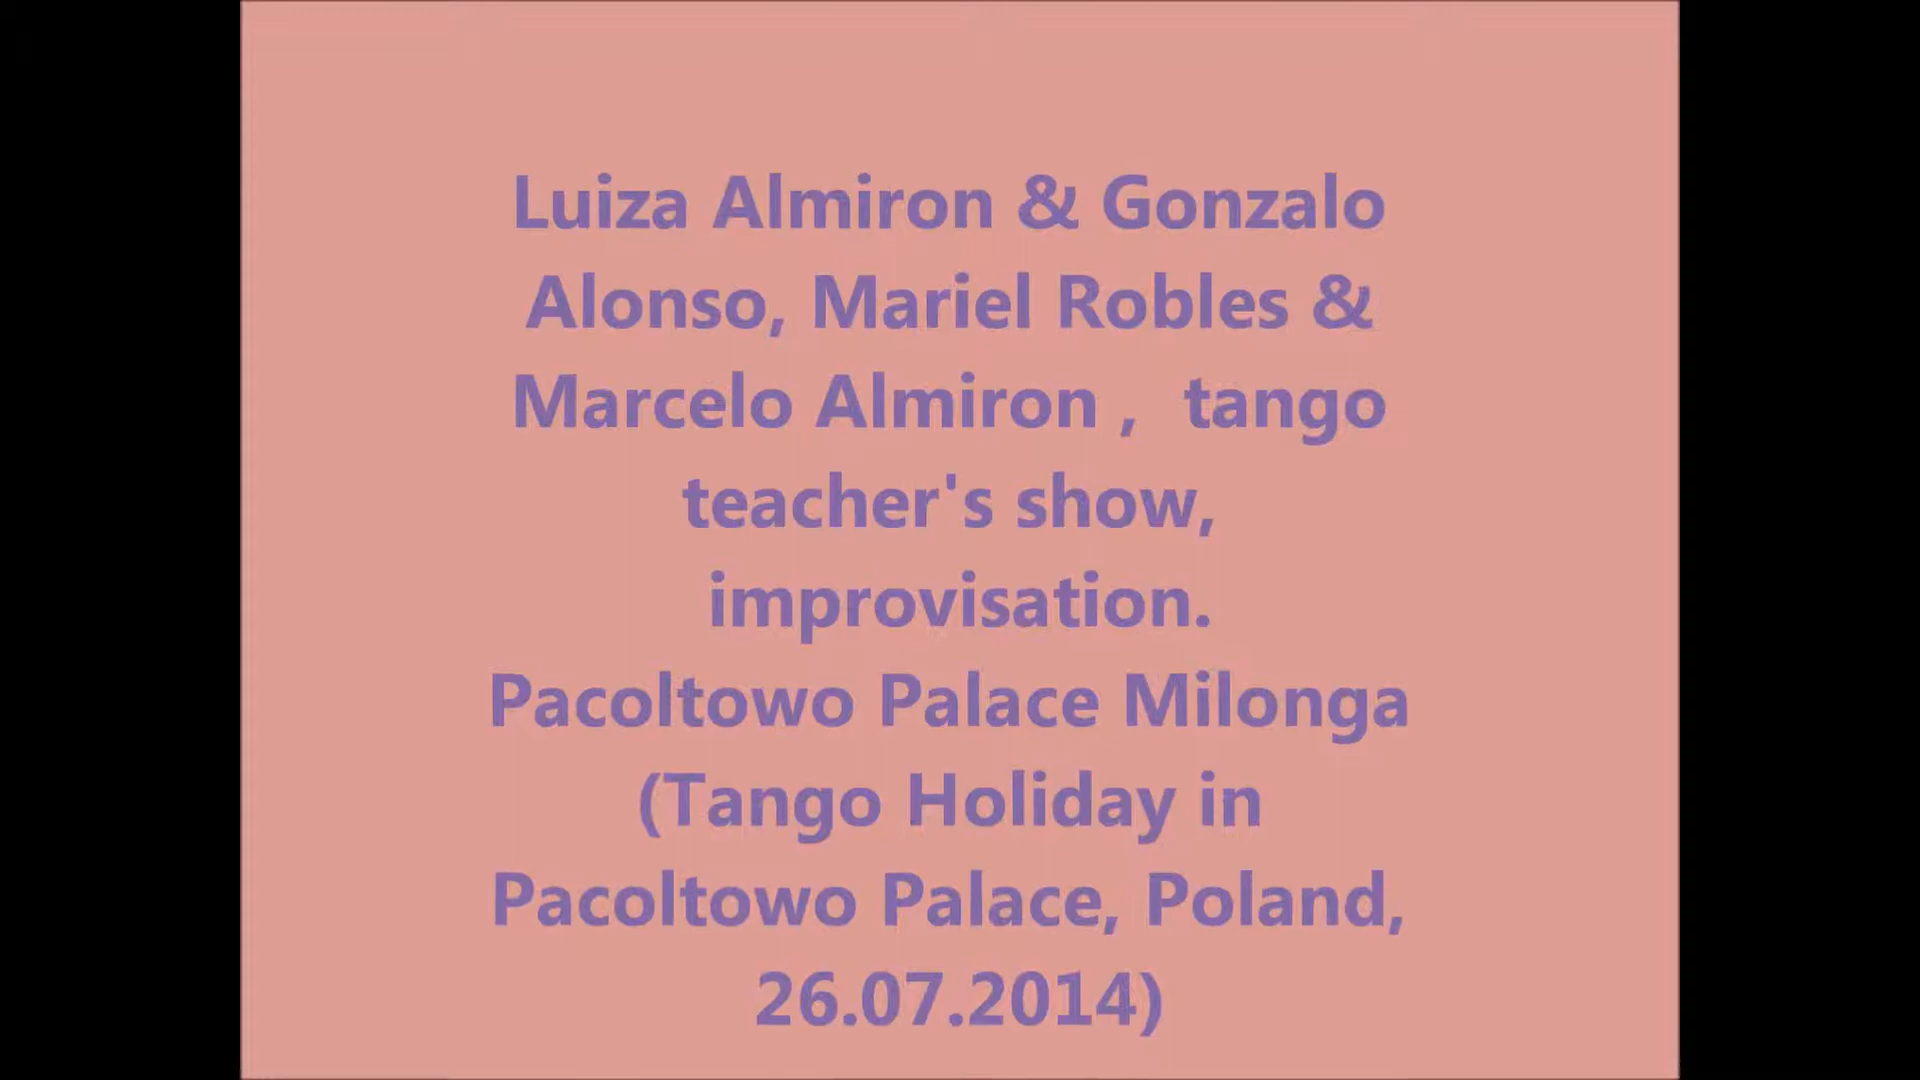 Luiza Almiron & Gonzalo
Alonso, Mariel Robles &
Marcelo Almiron ,  tango
teacher's show,
improvisation.
Pacoltowo Palace Milonga
(Tango Holiday in
Pacoltowo Palace, Poland,
26.07.2014)